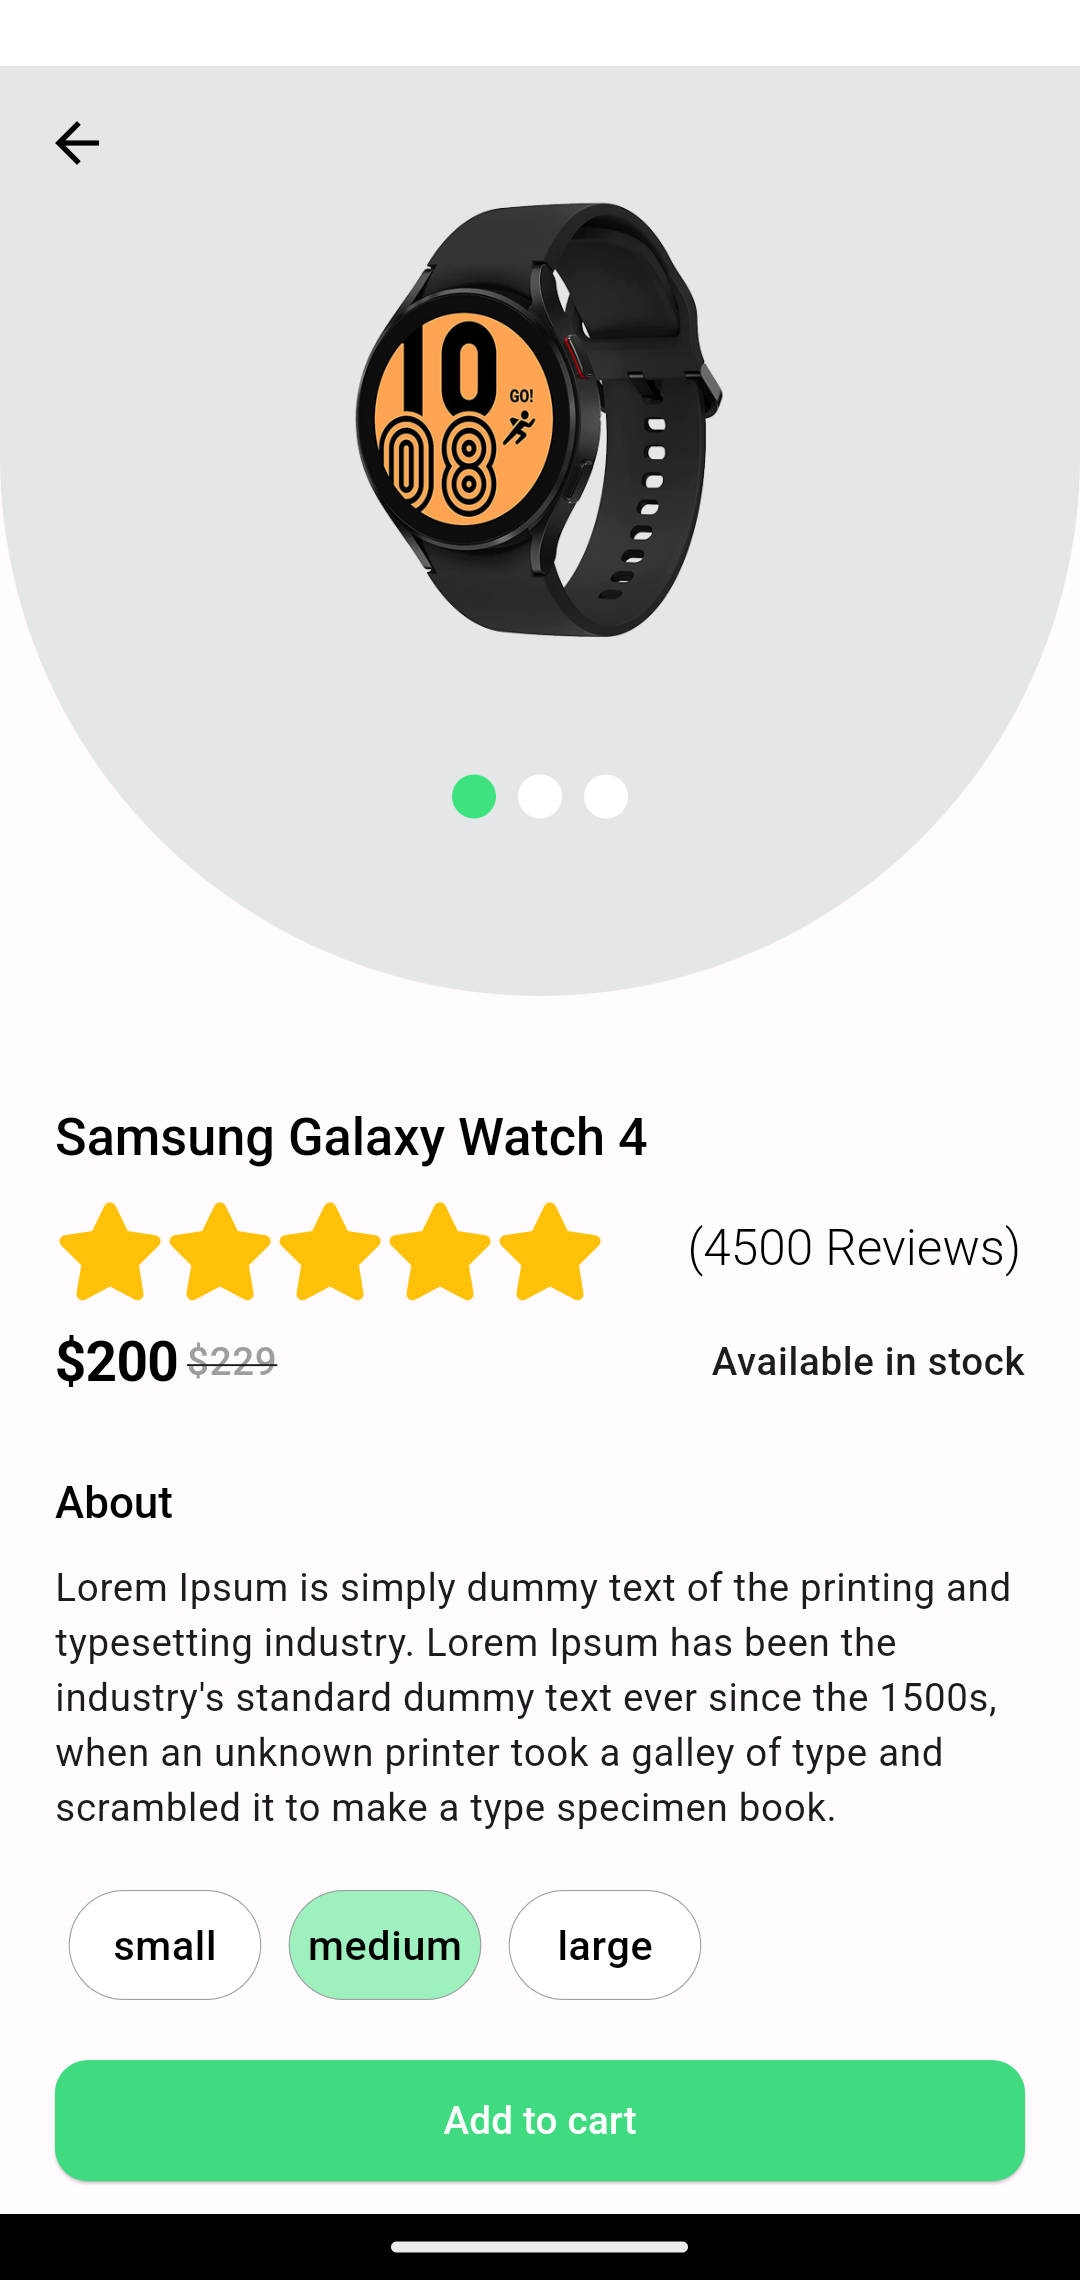 10
GO!
08
Samsung Galaxy Watch 4
(4500 Reviews)
$200 $229
Available in stock
About
Lorem Ipsum is simply dummy text of the printing and
typesetting industry. Lorem Ipsum has been the
industry's standard dummy text ever since the 1500s,
when an unknown printer took a galley of type and
scrambled it to make a type specimen book.
small
medium
large
Add to cart